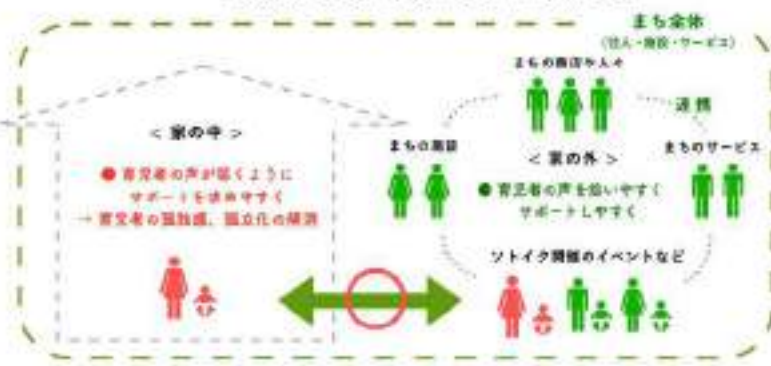 まち全体
(住人・施設・サービス)
まちの商店や人々
連携
<家の中>
まちの施設
<家の外>
まちのサービス
●育児者の声が届くように
サポートを求めやすく
→育児者の孤独感、孤立化の解消
●育児者の声を拾いやすく
サポートしやすく
ソトイク開催のイベントなど